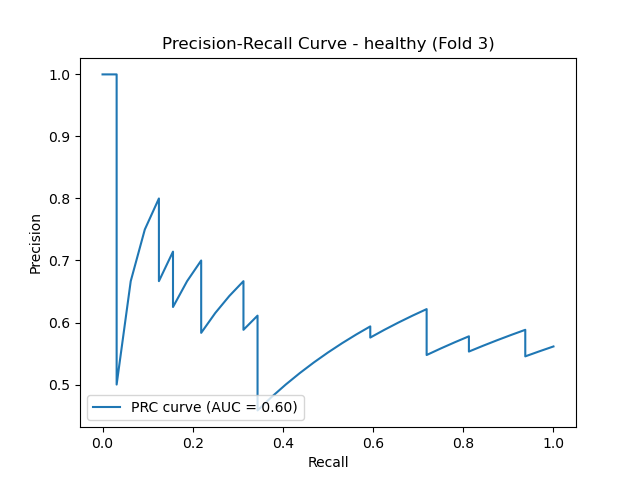 Precision-Recall Curve - healthy (Fold 3)
1.0
0.9
0.8
0.7
0.6
0.5
Precision
PRC curve (AUC = 0.60)
0.0 0.2 0.4 0.6 0.8 1.0
Recall